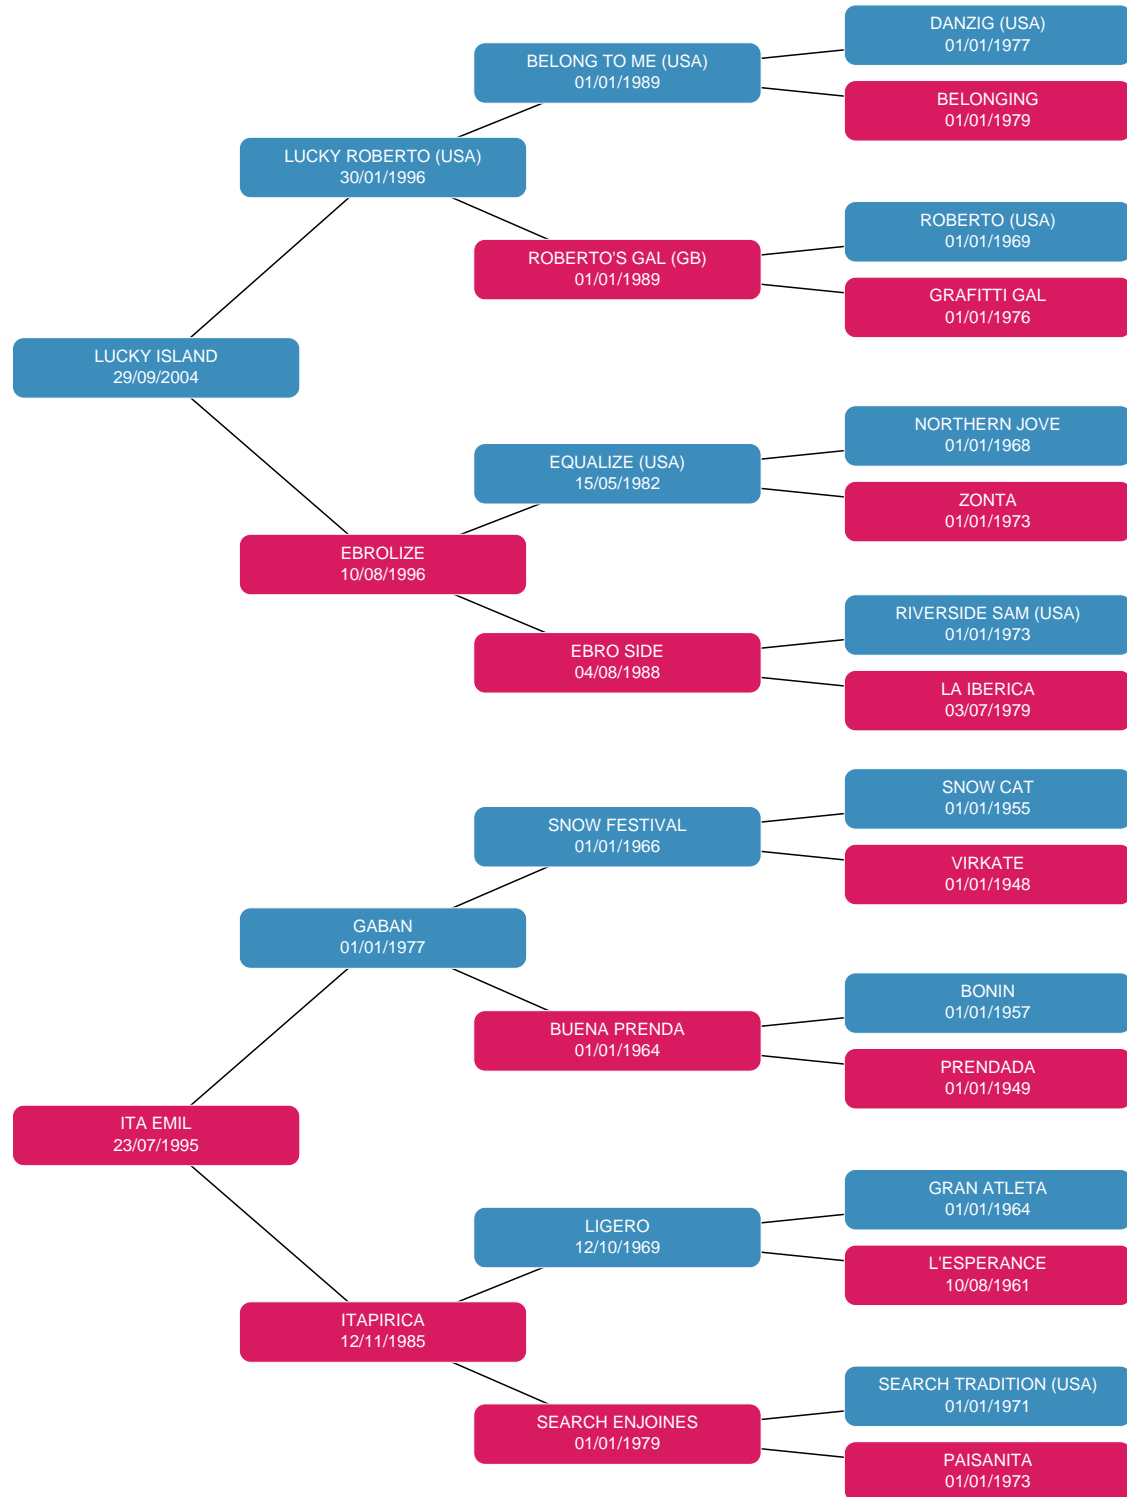 DANZIG (USA)
01/01/1977
BELONG TO ME (USA)
01/01/1989
BELONGING
01/01/1979
LUCKY ROBERTO (USA)
30/01/1996
ROBERTO (USA)
01/01/1969
ROBERTO'S GAL (GB)
01/01/1989
GRAFITTI GAL
01/01/1976
LUCKY ISLAND
29/09/2004
NORTHERN JOVE
01/01/1968
EQUALIZE (USA)
15/05/1982
ZONTA
01/01/1973
EBROLIZE
10/08/1996
RIVERSIDE SAM (USA)
01/01/1973
EBRO SIDE
04/08/1988
LA IBERICA
03/07/1979
SNOW CAT
01/01/1955
SNOW FESTIVAL
01/01/1966
VIRKATE
01/01/1948
GABAN
01/01/1977
BONIN
01/01/1957
BUENA PRENDA
01/01/1964
PRENDADA
01/01/1949
ITA EMIL
23/07/1995
GRAN ATLETA
01/01/1964
LIGERO
12/10/1969
L'ESPERANCE
10/08/1961
ITAPIRICA
12/11/1985
SEARCH TRADITION (USA)
01/01/1971
SEARCH ENJOINES
01/01/1979
PAISANITA
01/01/1973